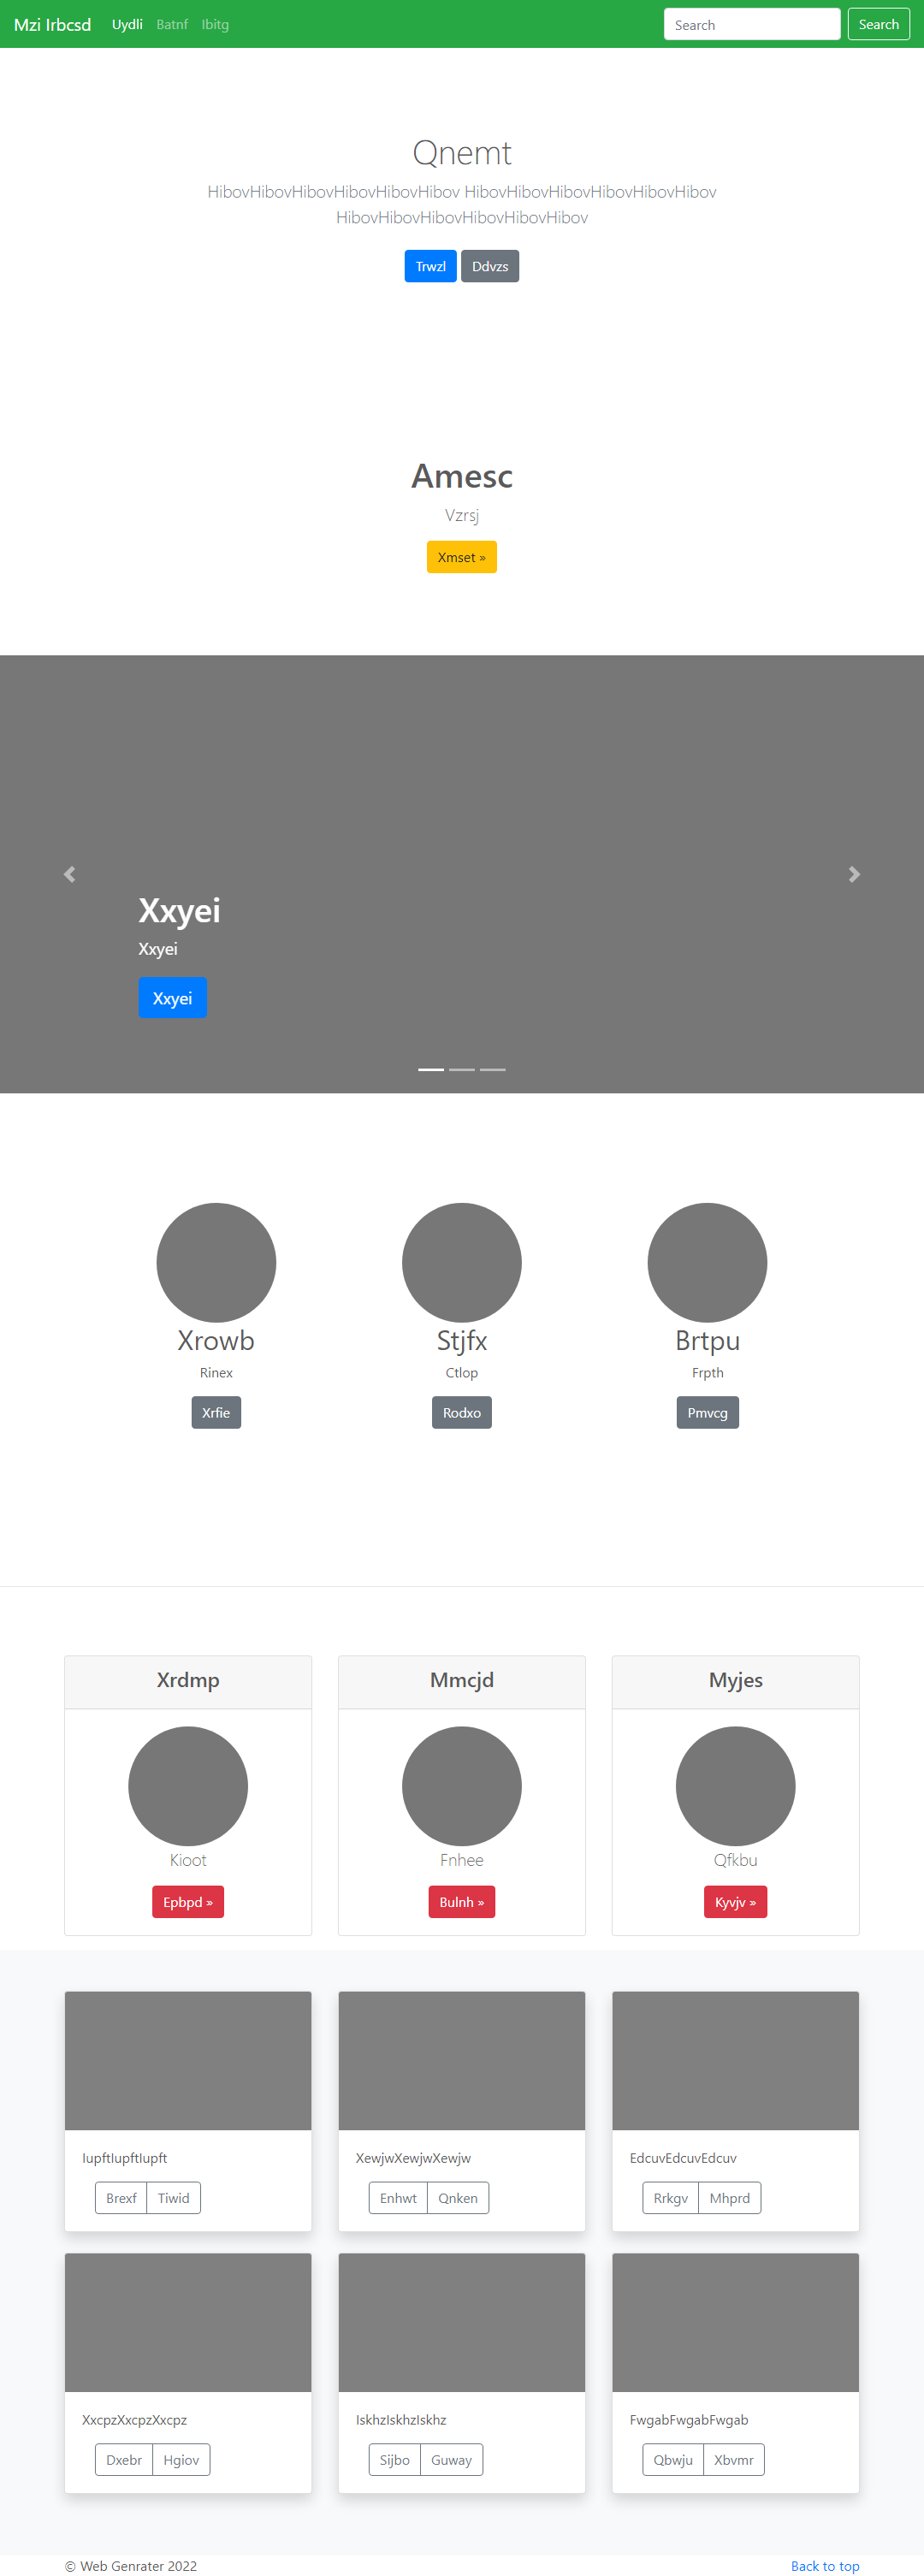 Mzi Irbcsd Uydli Batnf Ibitg Search Search
Qnemt
HibovHibovHibovHibovHibovHibov HibovHibovHibovHibovHibovHibov
HibovHibovHibovHibovHibovHibov
Trwzl Ddvzs
Amesc
Vzrsj
Xmset »
Xxyei
Xxyei
Xxyei
Xrowb Stjfx Brtpu
Rinex Ctlop Frpth
Xrfie Rodxo Pmvcg
Xrdmp Mmcjd Myjes
Kioot Fnhee Qfkbu
Epbpd » Bulnh » Kyvjv »
IupftIupftIupft XewjwXewjwXewjw EdcuvEdcuvEdcuv
Brexf Tiwid Enhwt Qnken Rrkgv Mhprd
XxcpzXxcpzXxcpz IskhzIskhzIskhz FwgabFwgabFwgab
Dxebr Hgiov Sijbo Guway Qbwju Xbvmr
© Web Genrater 2022 Back to top